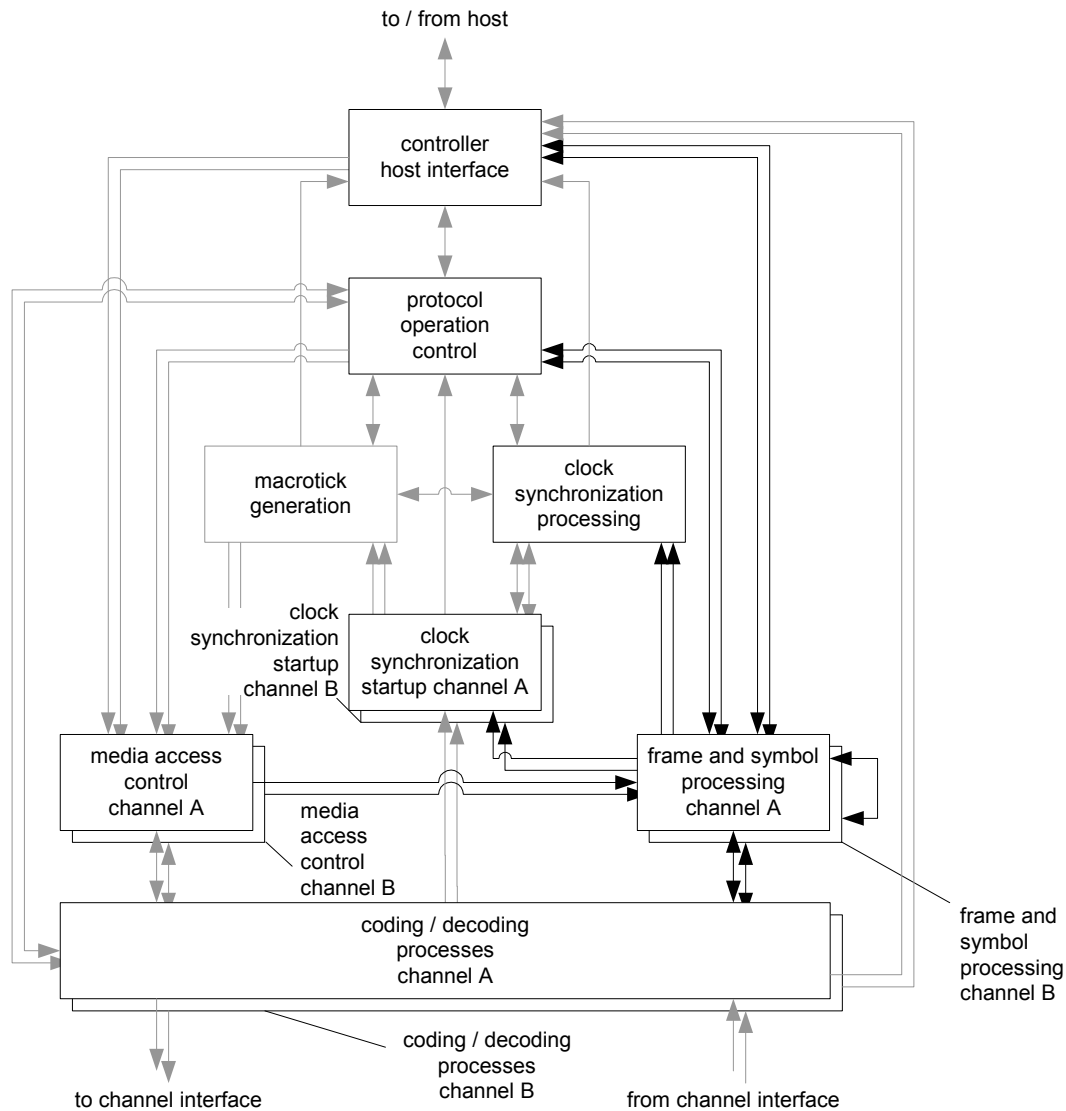 to / from host
controller
host interface
protocol
operation
control
macrotick
generation
clock
synchronization
processing
clock
synchronization
startup
channel B
clock
synchronization
startup channel A
media access
control
channel A
frame and symbol
processing
channel A
media
access
control
channel B
coding / decoding
processes
channel A
frame and
symbol
processing
channel B
coding / decoding
processes
channel B
to channel interface
from channel interface